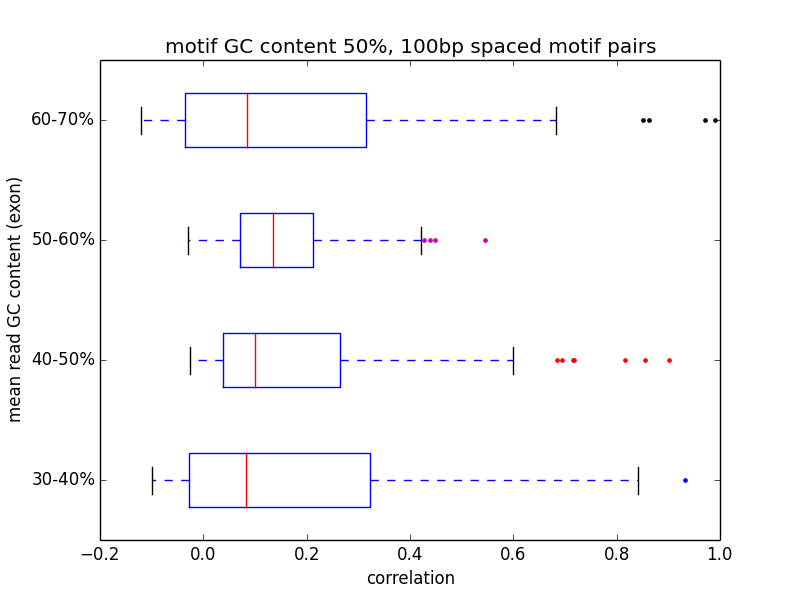 motif GC content 50%, 100bp spaced motif pairs
mean read GC content (exon)
60-70%
50-60%
40-50%
30-40%
−0.2 0.0 0.2 0.4 0.6 0.8 1.0
correlation